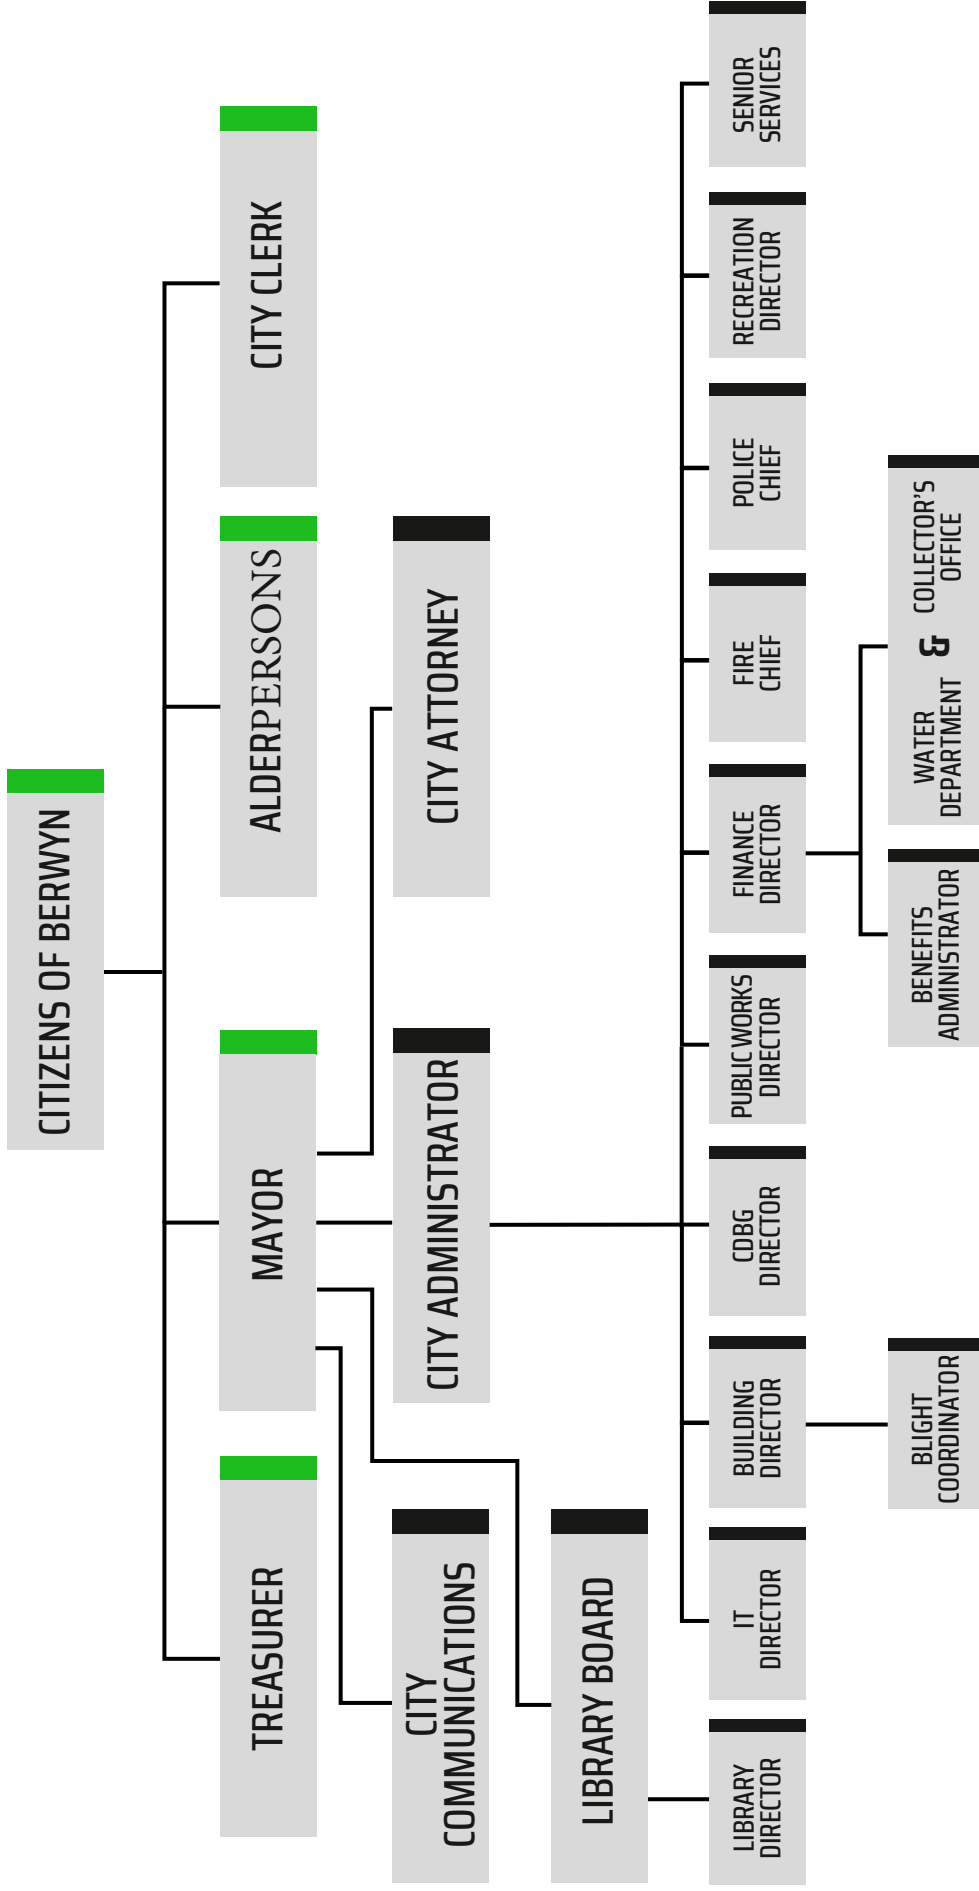 CITIZENS OF BERWYN
TREASURER
MAYOR
ALDERPERSONS
CITY CLERK
CITY
COMMUNICATIONS
CITY ADMINISTRATOR
CITY ATTORNEY
LIBRARY BOARD
LIBRARY
DIRECTOR
IT
DIRECTOR
BUILDING
DIRECTOR
CDBG
DIRECTOR
PUBLIC WORKS
DIRECTOR
FINANCE
DIRECTOR
FIRE
CHIEF
POLICE
CHIEF
RECREATION
DIRECTOR
SENIOR
SERVICES
BLIGHT
COORDINATOR
BENEFITS
ADMINISTRATOR
WATER
DEPARTMENT
&
COLLECTOR'S
OFFICE